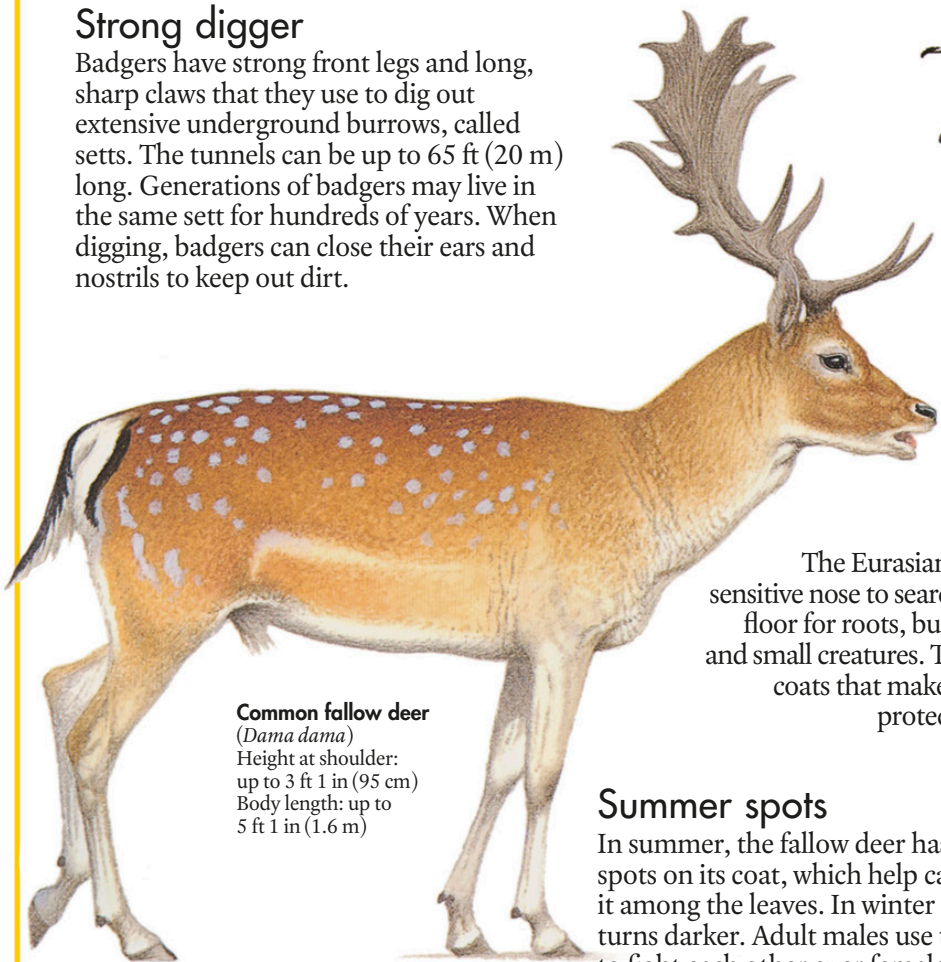 Strong digger
Badgers have strong front legs and long,
sharp claws that they use to dig out
extensive underground burrows, called
setts. The tunnels can be up to 65 ft (20 m)
long. Generations of badgers may live in
the same sett for hundreds of years. When
digging, badgers can close their ears and
nostrils to keep out dirt.
The Eurasian
sensitive nose to
floor for roots,
and small creatures.
coats that
Common fallow deer
(Dama dama)
Height at shoulder:
up to 3 ft 1 in (95 cm)
Body length: up to
5 ft 1 in (1.6 m)
Summer spots
In summer, the fallow deer has
spots on its coat, which help
it among the leaves. In winter
turns darker. Adult males use
to fight each other over